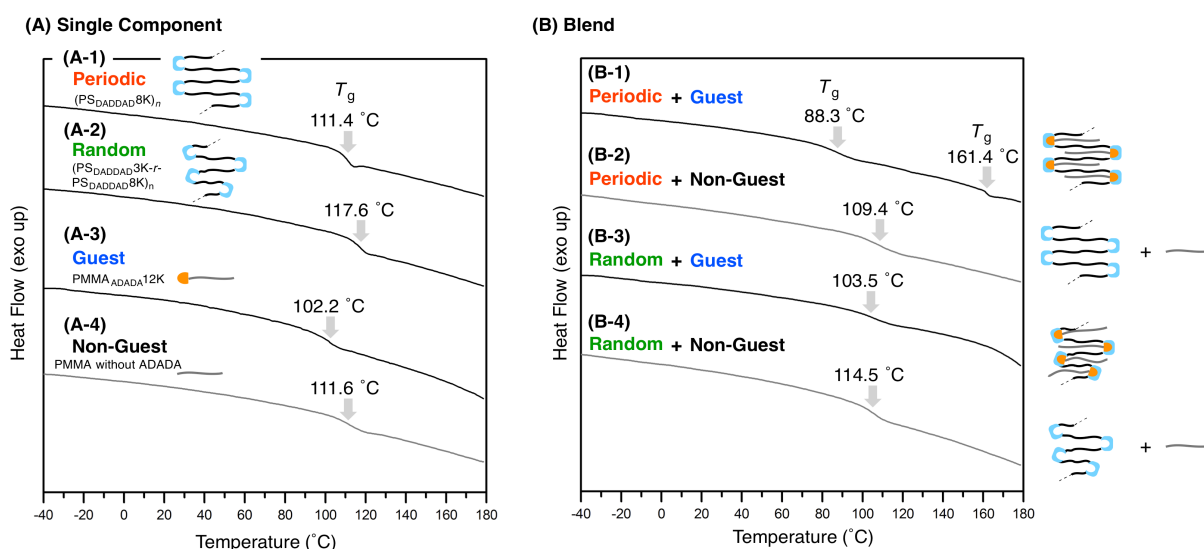 (A) Single Component
(A-1)
Periodic
(PSDADDAD8K)n
Tg
111.4 °C
(A-2)
Random
(PSDADDAD3K-r-
PSDADDAD8K)n
117.6 °C
(A-3)
Guest
PMMAADADA12K
102.2 °C
(A-4)
Non-Guest
PMMA without ADADA
111.6 °C
Heat Flow (exo up)
-40 -20 0 20 40 60 80 100 120 140 160 180
Temperature (°C)
(B) Blend
(B-1)
Periodic + Guest
Tg
88.3 °C
Tg
161.4 °C
(B-2)
Periodic + Non-Guest
109.4 °C
(B-3)
Random + Guest
103.5 °C
(B-4)
Random + Non-Guest
114.5 °C
Heat Flow (exo up)
-40 -20 0 20 40 60 80 100 120 140 160 180
Temperature (°C)
+
+